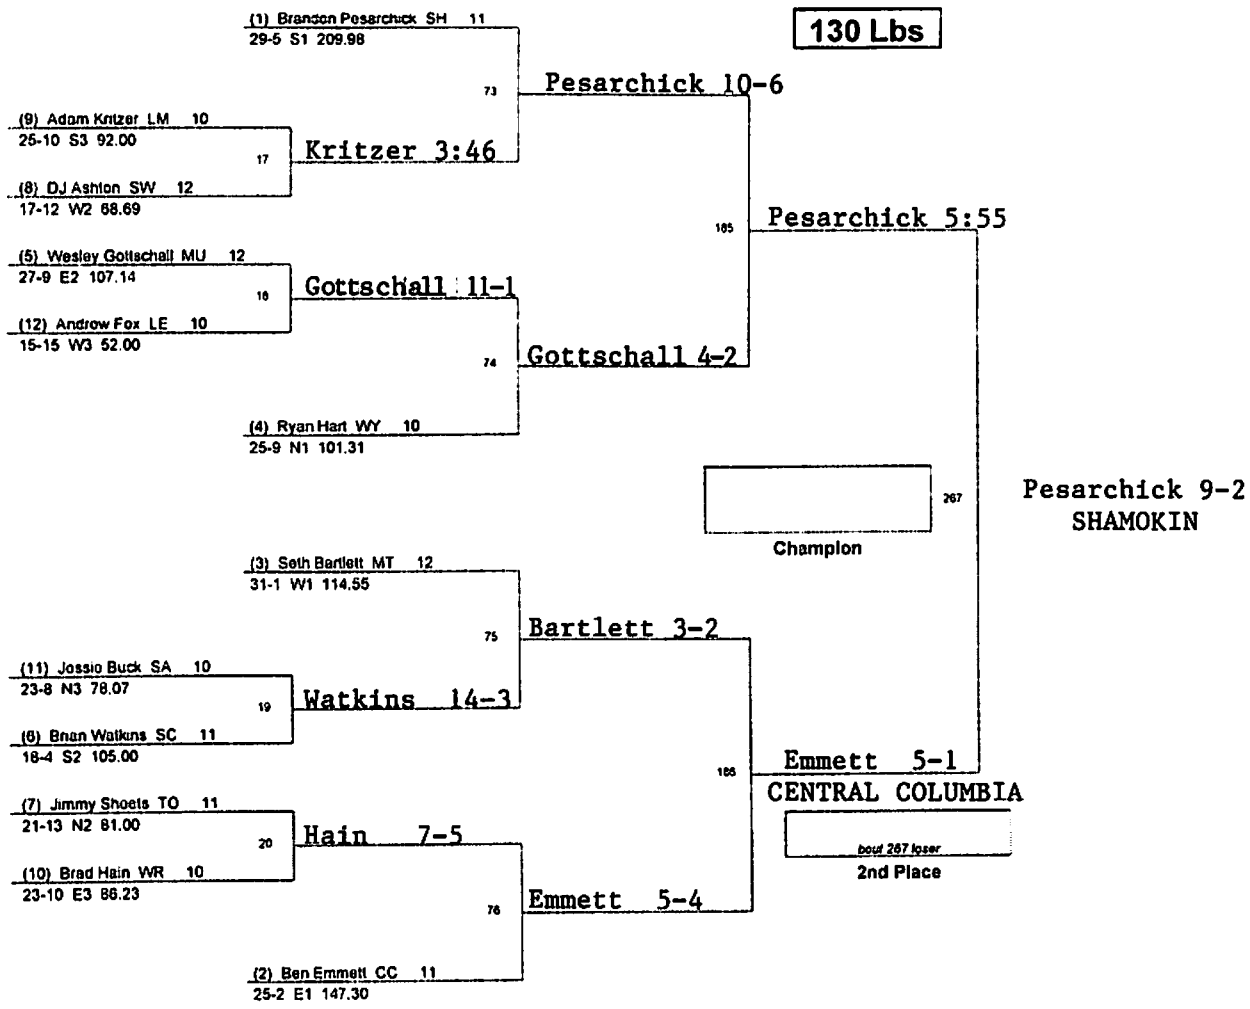 (1) Brandon Pesarchick SH 11
29-5 S1 209.98
130 Lbs
73
Pesarchick 10-6
(9) Adam Kritzer LM 10
25-10 S3 92.00
17
Kritzer 3:46
(8) DJ Ashton SW 12
17-12 W2 68.69
185
Pesarchick 5:55
(5) Wesley Gottschall MU 12
27-9 E2 107.14
18
Gottschall 11-1
(12) Andrew Fox LE 10
15-15 W3 52.00
74
Gottschall 4-2
(4) Ryan Hart WY 10
25-9 N1 101.31
267
Pesarchick 9-2
SHAMOKIN
Champion
(3) Seth Bartlett MT 12
31-1 W1 114.55
75
Bartlett 3-2
(11) Jossio Buck SA 10
23-8 N3 78.07
19
Watkins 14-3
(6) Brian Watkins SC 11
18-4 S2 105.00
186
Emmett 5-1
CENTRAL COLUMBIA
(7) Jimmy Sheets TO 11
21-13 N2 81.00
20
Hain 7-5
bout 267 loser
2nd Place
(10) Brad Hain WR 10
23-10 E3 86.23
76
Emmett 5-4
(2) Ben Emmett CC 11
25-2 E1 147.30